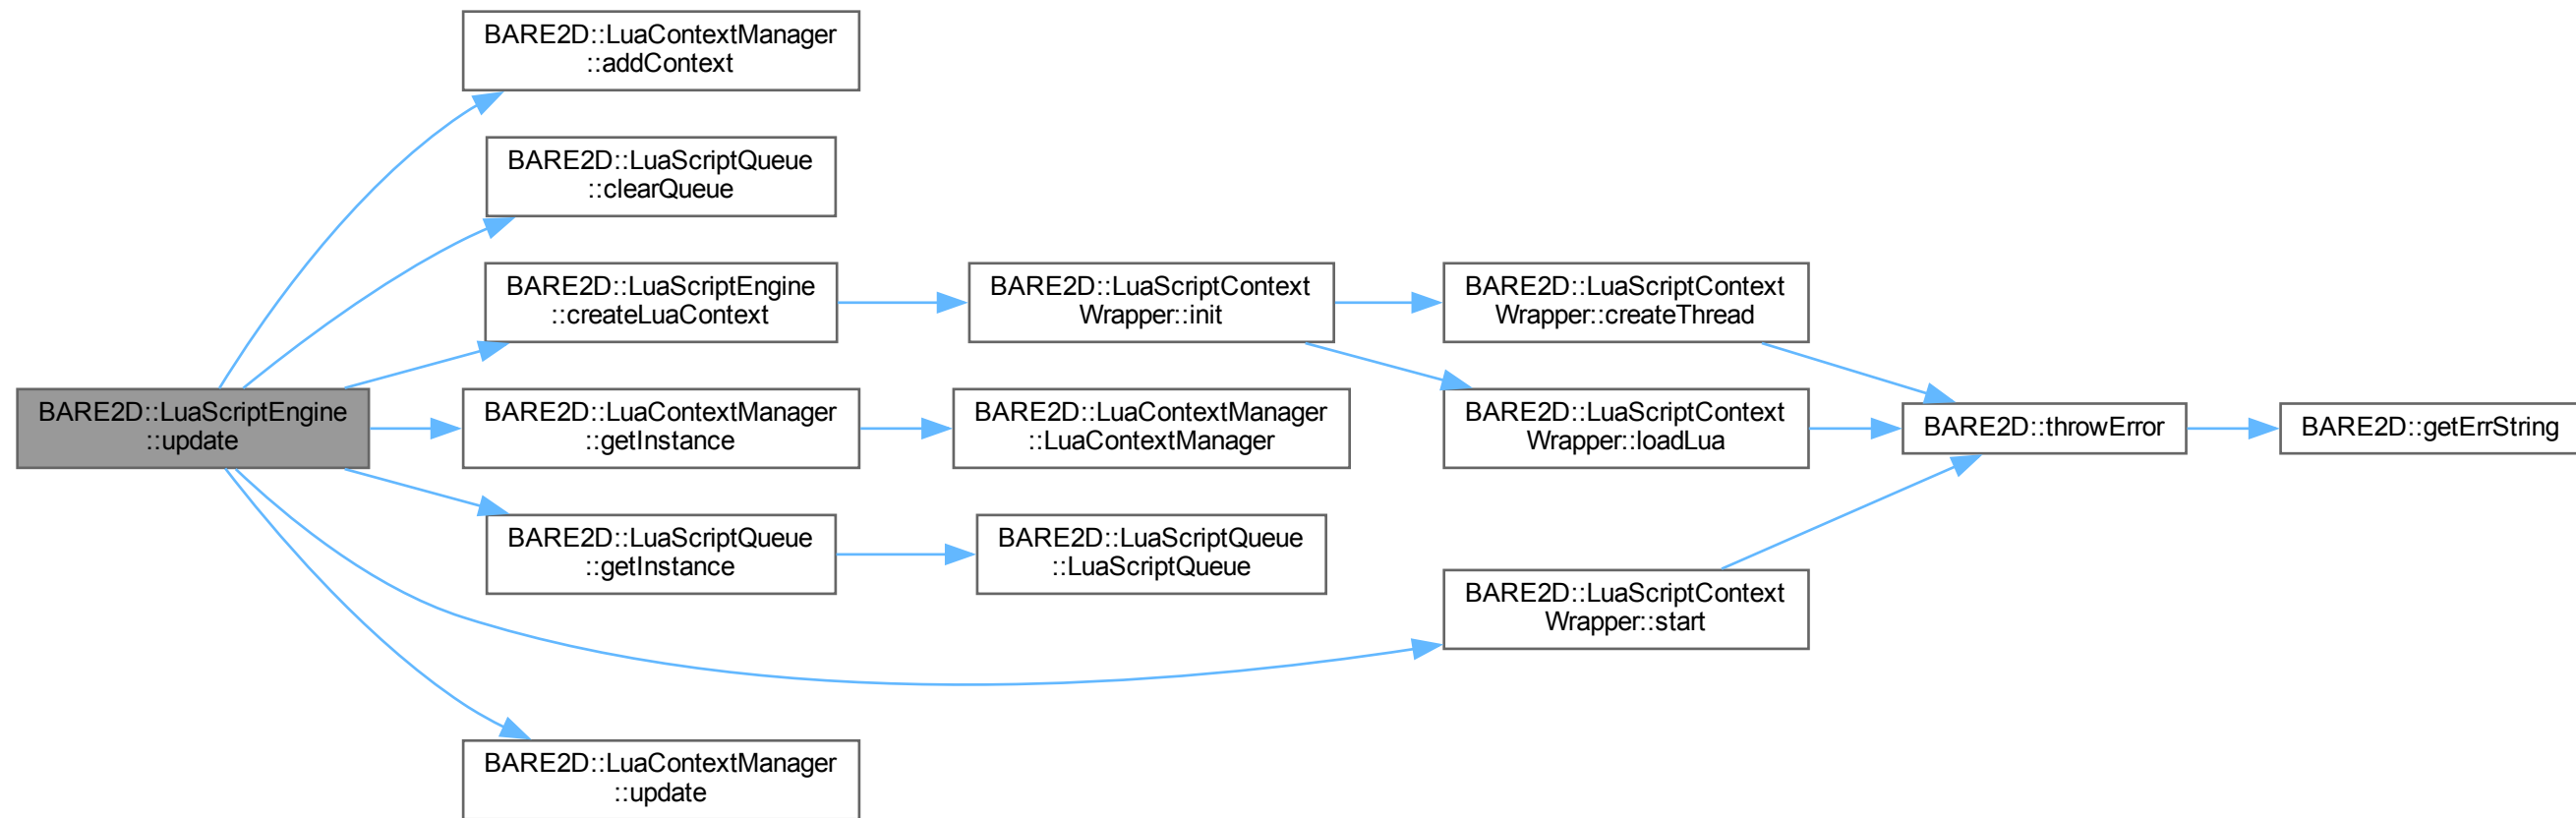 BARE2D::LuaScriptEngine
::update
BARE2D::LuaContextManager
::addContext
BARE2D::LuaScriptQueue
::clearQueue
BARE2D::LuaScriptEngine
::createLuaContext
BARE2D::LuaScriptContext
Wrapper::init
BARE2D::LuaScriptContext
Wrapper::createThread
BARE2D::LuaScriptContext
Wrapper::loadLua
BARE2D::throwError
BARE2D::getErrString
BARE2D::LuaContextManager
::getInstance
BARE2D::LuaContextManager
::LuaContextManager
BARE2D::LuaScriptQueue
::getInstance
BARE2D::LuaScriptQueue
::LuaScriptQueue
BARE2D::LuaScriptContext
Wrapper::start
BARE2D::LuaContextManager
::update